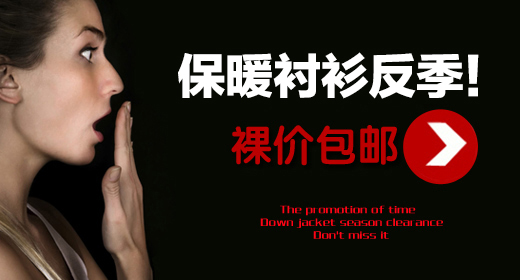 保暖衬衫反季!
裸价包邮
The promotion of time
Down jacket season clearance
Don't miss it